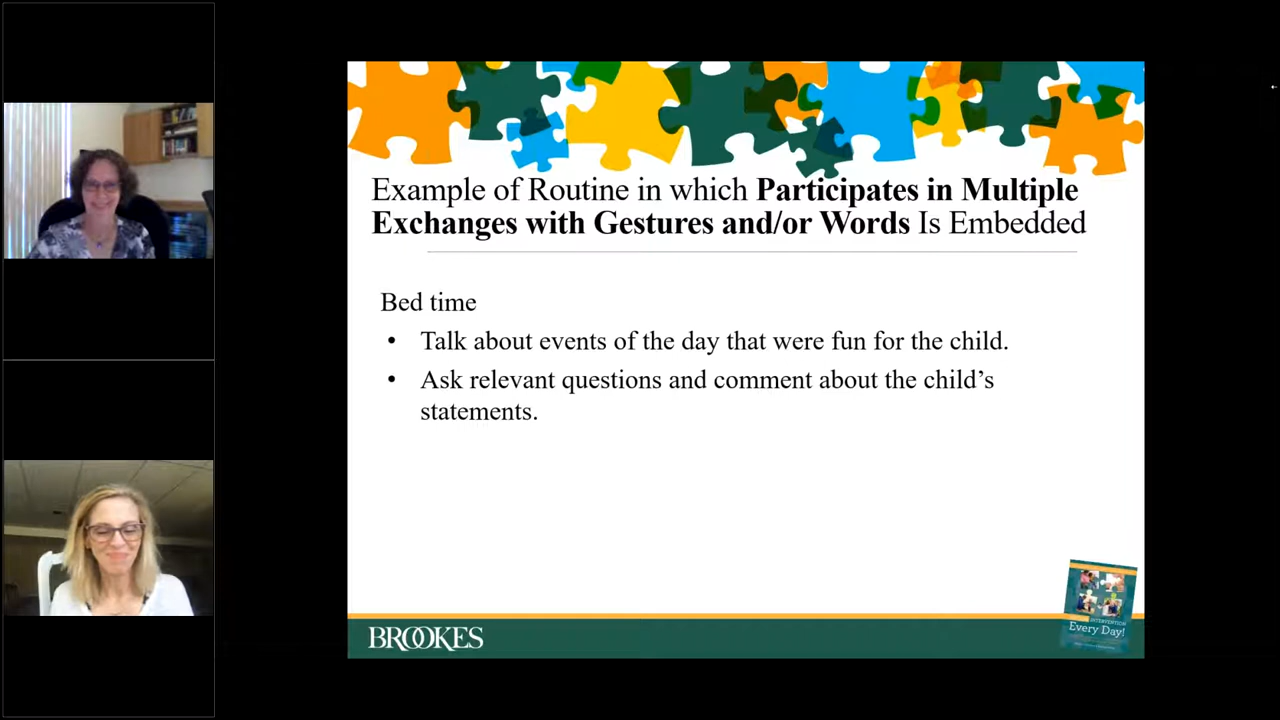 Example of Routine in which Participates in Multiple
Exchanges with Gestures and/or Words Is Embedded
Bed time
• Talk about events of the day that were fun for the child.
• Ask relevant questions and comment about the child’s
statements.
BROOKES
INTERVENTION
Every Day!